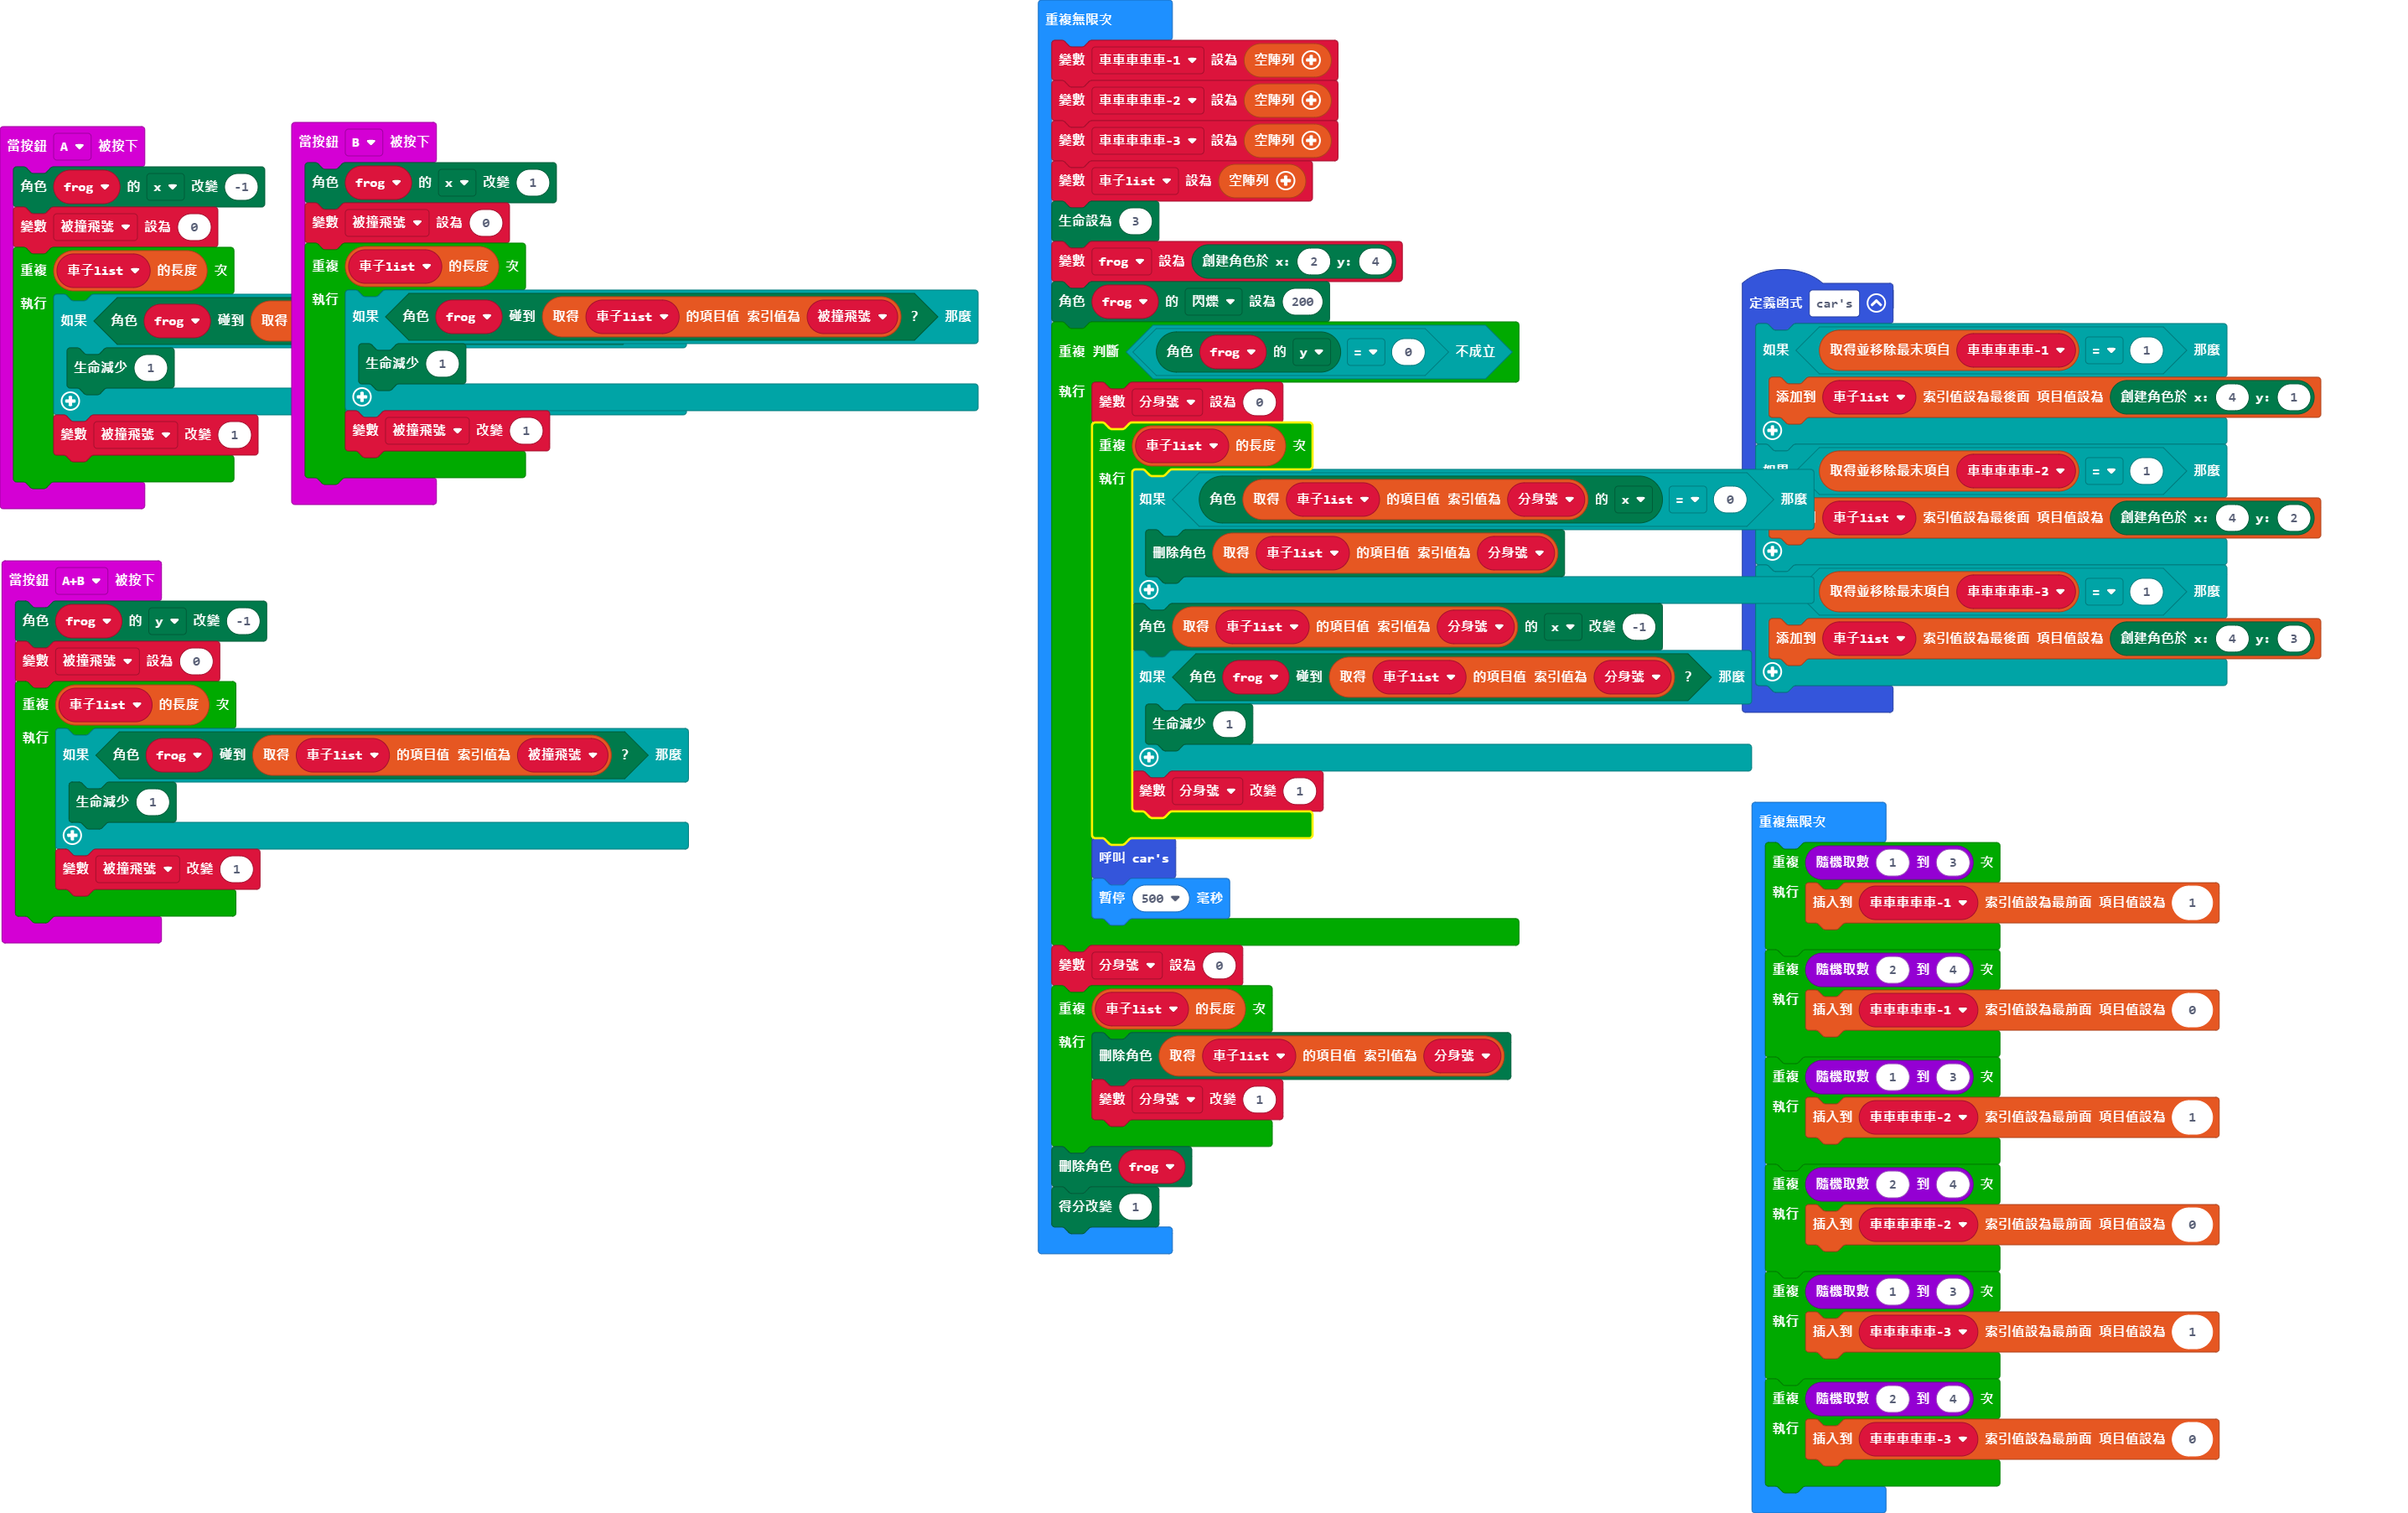 當按鈕 A 被按下
角色 frog 的 x 改變 -1
變數 被撞飛號 設為 0
重複 車子list 的長度 次
執行
如果 角色 frog 碰到 取得
生命減少 1
變數 被撞飛號 改變 1
當按鈕 B 被按下
角色 frog 的 x 改變 1
變數 被撞飛號 設為 0
重複 車子list 的長度 次
執行
如果 角色 frog 碰到 取得 車子list 的項目值 索引值為 被撞飛號 ? 那麼
生命減少 1
變數 被撞飛號 改變 1
當按鈕 A+B 被按下
角色 frog 的 y 改變 -1
變數 被撞飛號 設為 0
重複 車子list 的長度 次
執行
如果 角色 frog 碰到 取得 車子list 的項目值 索引值為 被撞飛號 ? 那麼
生命減少 1
變數 被撞飛號 改變 1
重複無限次
變數 車車車車車-1 設為 空陣列
變數 車車車車車-2 設為 空陣列
變數 車車車車車-3 設為 空陣列
變數 車子list 設為 空陣列
生命設為 3
變數 frog 設為 創建角色於 x: 2 y: 4
角色 frog 的 閃爍 設為 200
重複 判斷 角色 frog 的 y = 0 不成立
執行
變數 分身號 設為 0
重複 車子list 的長度 次
執行
如果 角色 取得 車子list 的項目值 索引值為 分身號 的 x = 0 那麼
刪除角色 取得 車子list 的項目值 索引值為 分身號
角色 取得 車子list 的項目值 索引值為 分身號 的 x 改變 -1
如果 角色 frog 碰到 取得 車子list 的項目值 索引值為 分身號 ? 那麼
生命減少 1
變數 分身號 改變 1
呼叫 car's
暫停 500 毫秒
變數 分身號 設為 0
重複 車子list 的長度 次
執行
刪除角色 取得 車子list 的項目值 索引值為 分身號
變數 分身號 改變 1
刪除角色 frog
得分改變 1
定義函式 car's
如果 取得並移除最末項自 車車車車車-1 = 1 那麼
添加到 車子list 索引值設為最後面 項目值設為 創建角色於 x: 4 y: 1
取得並移除最末項自 車車車車車-2 = 1 那麼
車子list 索引值設為最後面 項目值設為 創建角色於 x: 4 y: 2
取得並移除最末項自 車車車車車-3 = 1 那麼
添加到 車子list 索引值設為最後面 項目值設為 創建角色於 x: 4 y: 3
重複無限次
重複 隨機取數 1 到 3 次
執行
插入到 車車車車車-1 索引值設為最前面 項目值設為 1
重複 隨機取數 2 到 4 次
執行
插入到 車車車車車-1 索引值設為最前面 項目值設為 0
重複 隨機取數 1 到 3 次
執行
插入到 車車車車車-2 索引值設為最前面 項目值設為 1
重複 隨機取數 2 到 4 次
執行
插入到 車車車車車-2 索引值設為最前面 項目值設為 0
重複 隨機取數 1 到 3 次
執行
插入到 車車車車車-3 索引值設為最前面 項目值設為 1
重複 隨機取數 2 到 4 次
執行
插入到 車車車車車-3 索引值設為最前面 項目值設為 0